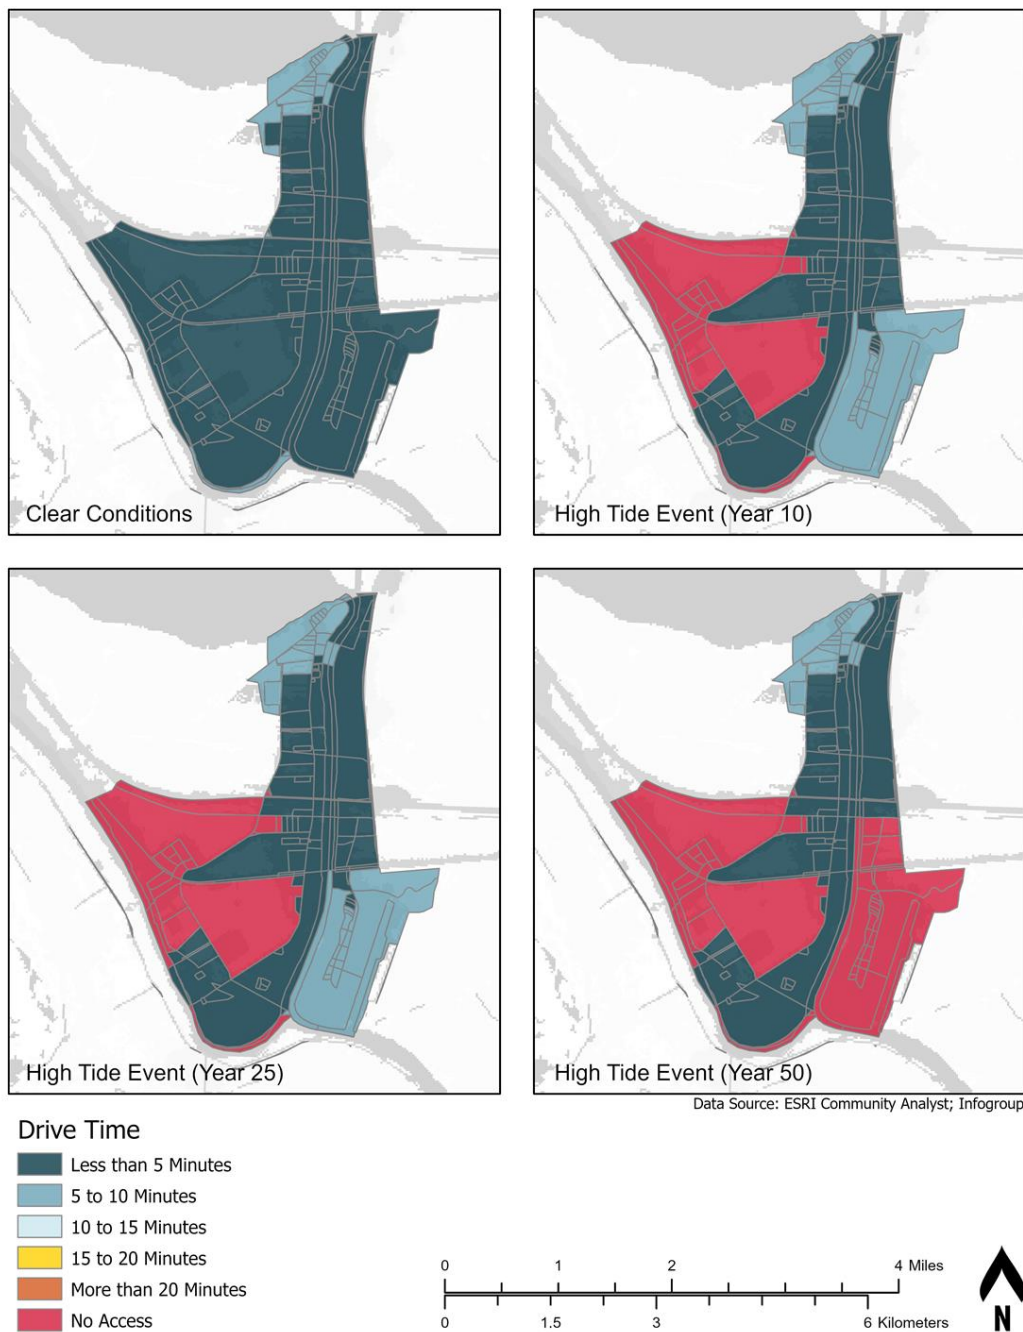 Clear Conditions
High Tide Event (Year 10)
High Tide Event (Year 25)
High Tide Event (Year 50)
Data Source: ESRI Community Analyst; Infogroup
Drive Time
Less than 5 Minutes
5 to 10 Minutes
10 to 15 Minutes
15 to 20 Minutes
More than 20 Minutes
No Access
0 1 2 4 Miles
0 1.5 3 6 Kilometers
N